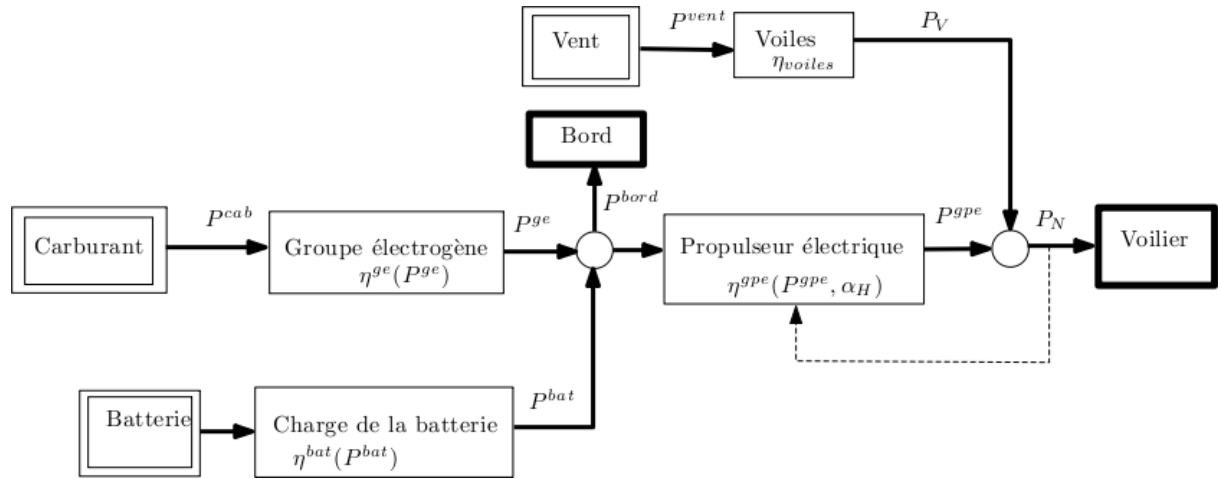 Vent
P^{vent}
Voiles
η_{voiles}
P_V
Bord
P^{bord}
Carburant
P^{cab}
Groupe électrogène
η^{ge}(P^{ge})
P^{ge}
Propulseur électrique
η^{gpe}(P^{gpe}, α_H)
P^{gpe}
P_N
Voilier
Batterie
Charge de la batterie
η^{bat}(P^{bat})
P^{bat}